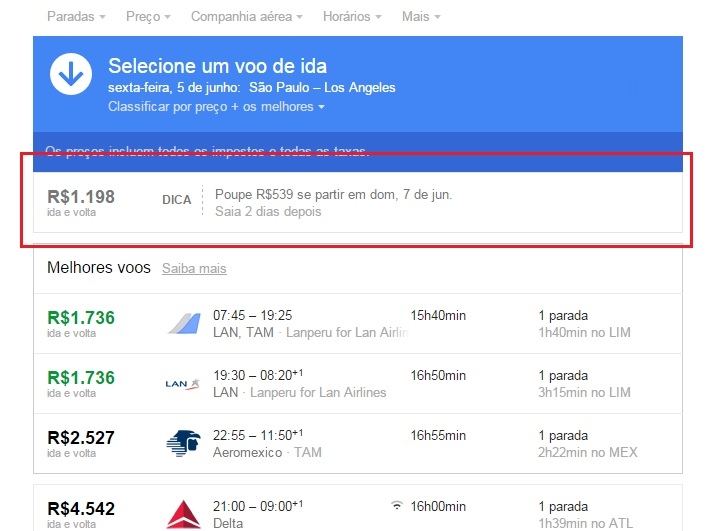 Paradas Preço Companhia aérea Horários Mais
Selecione um voo de ida
sexta-feira, 5 de junho: São Paulo – Los Angeles
Classificar por preço + os melhores
Os preços incluem todos os impostos e todas as taxas.
R$1.198 DICA Poupe R$539 se partir em dom, 7 de jun.
ida e volta Saia 2 dias depois
Melhores voos Saiba mais
R$1.736 07:45 – 19:25 15h40min 1 parada
ida e volta LAN, TAM · Lanperu for Lan Airlin 1h40min no LIM
R$1.736 LAN 19:30 – 08:20+1 16h50min 1 parada
ida e volta LAN · Lanperu for Lan Airlines 3h15min no LIM
R$2.527 22:55 – 11:50+1 16h55min 1 parada
ida e volta Aeromexico · TAM 2h22min no MEX
R$4.542 21:00 – 09:00+1 16h00min 1 parada
ida e volta Delta 1h39min no ATL